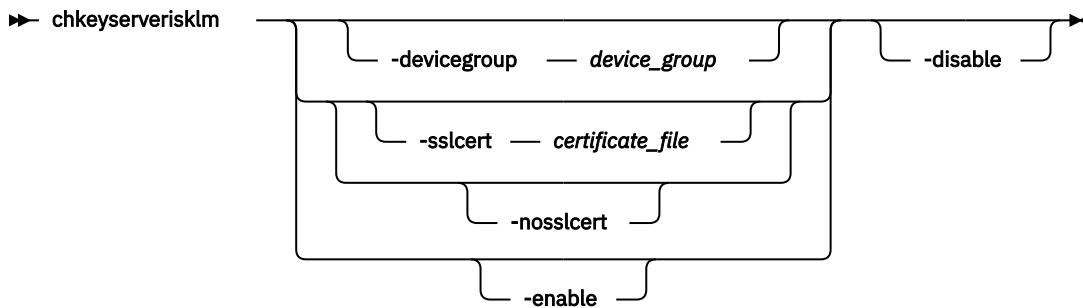 chkeyserverisklm
-devicegroup device_group
-disable
-sslcert certificate_file
-nosslcert
-enable